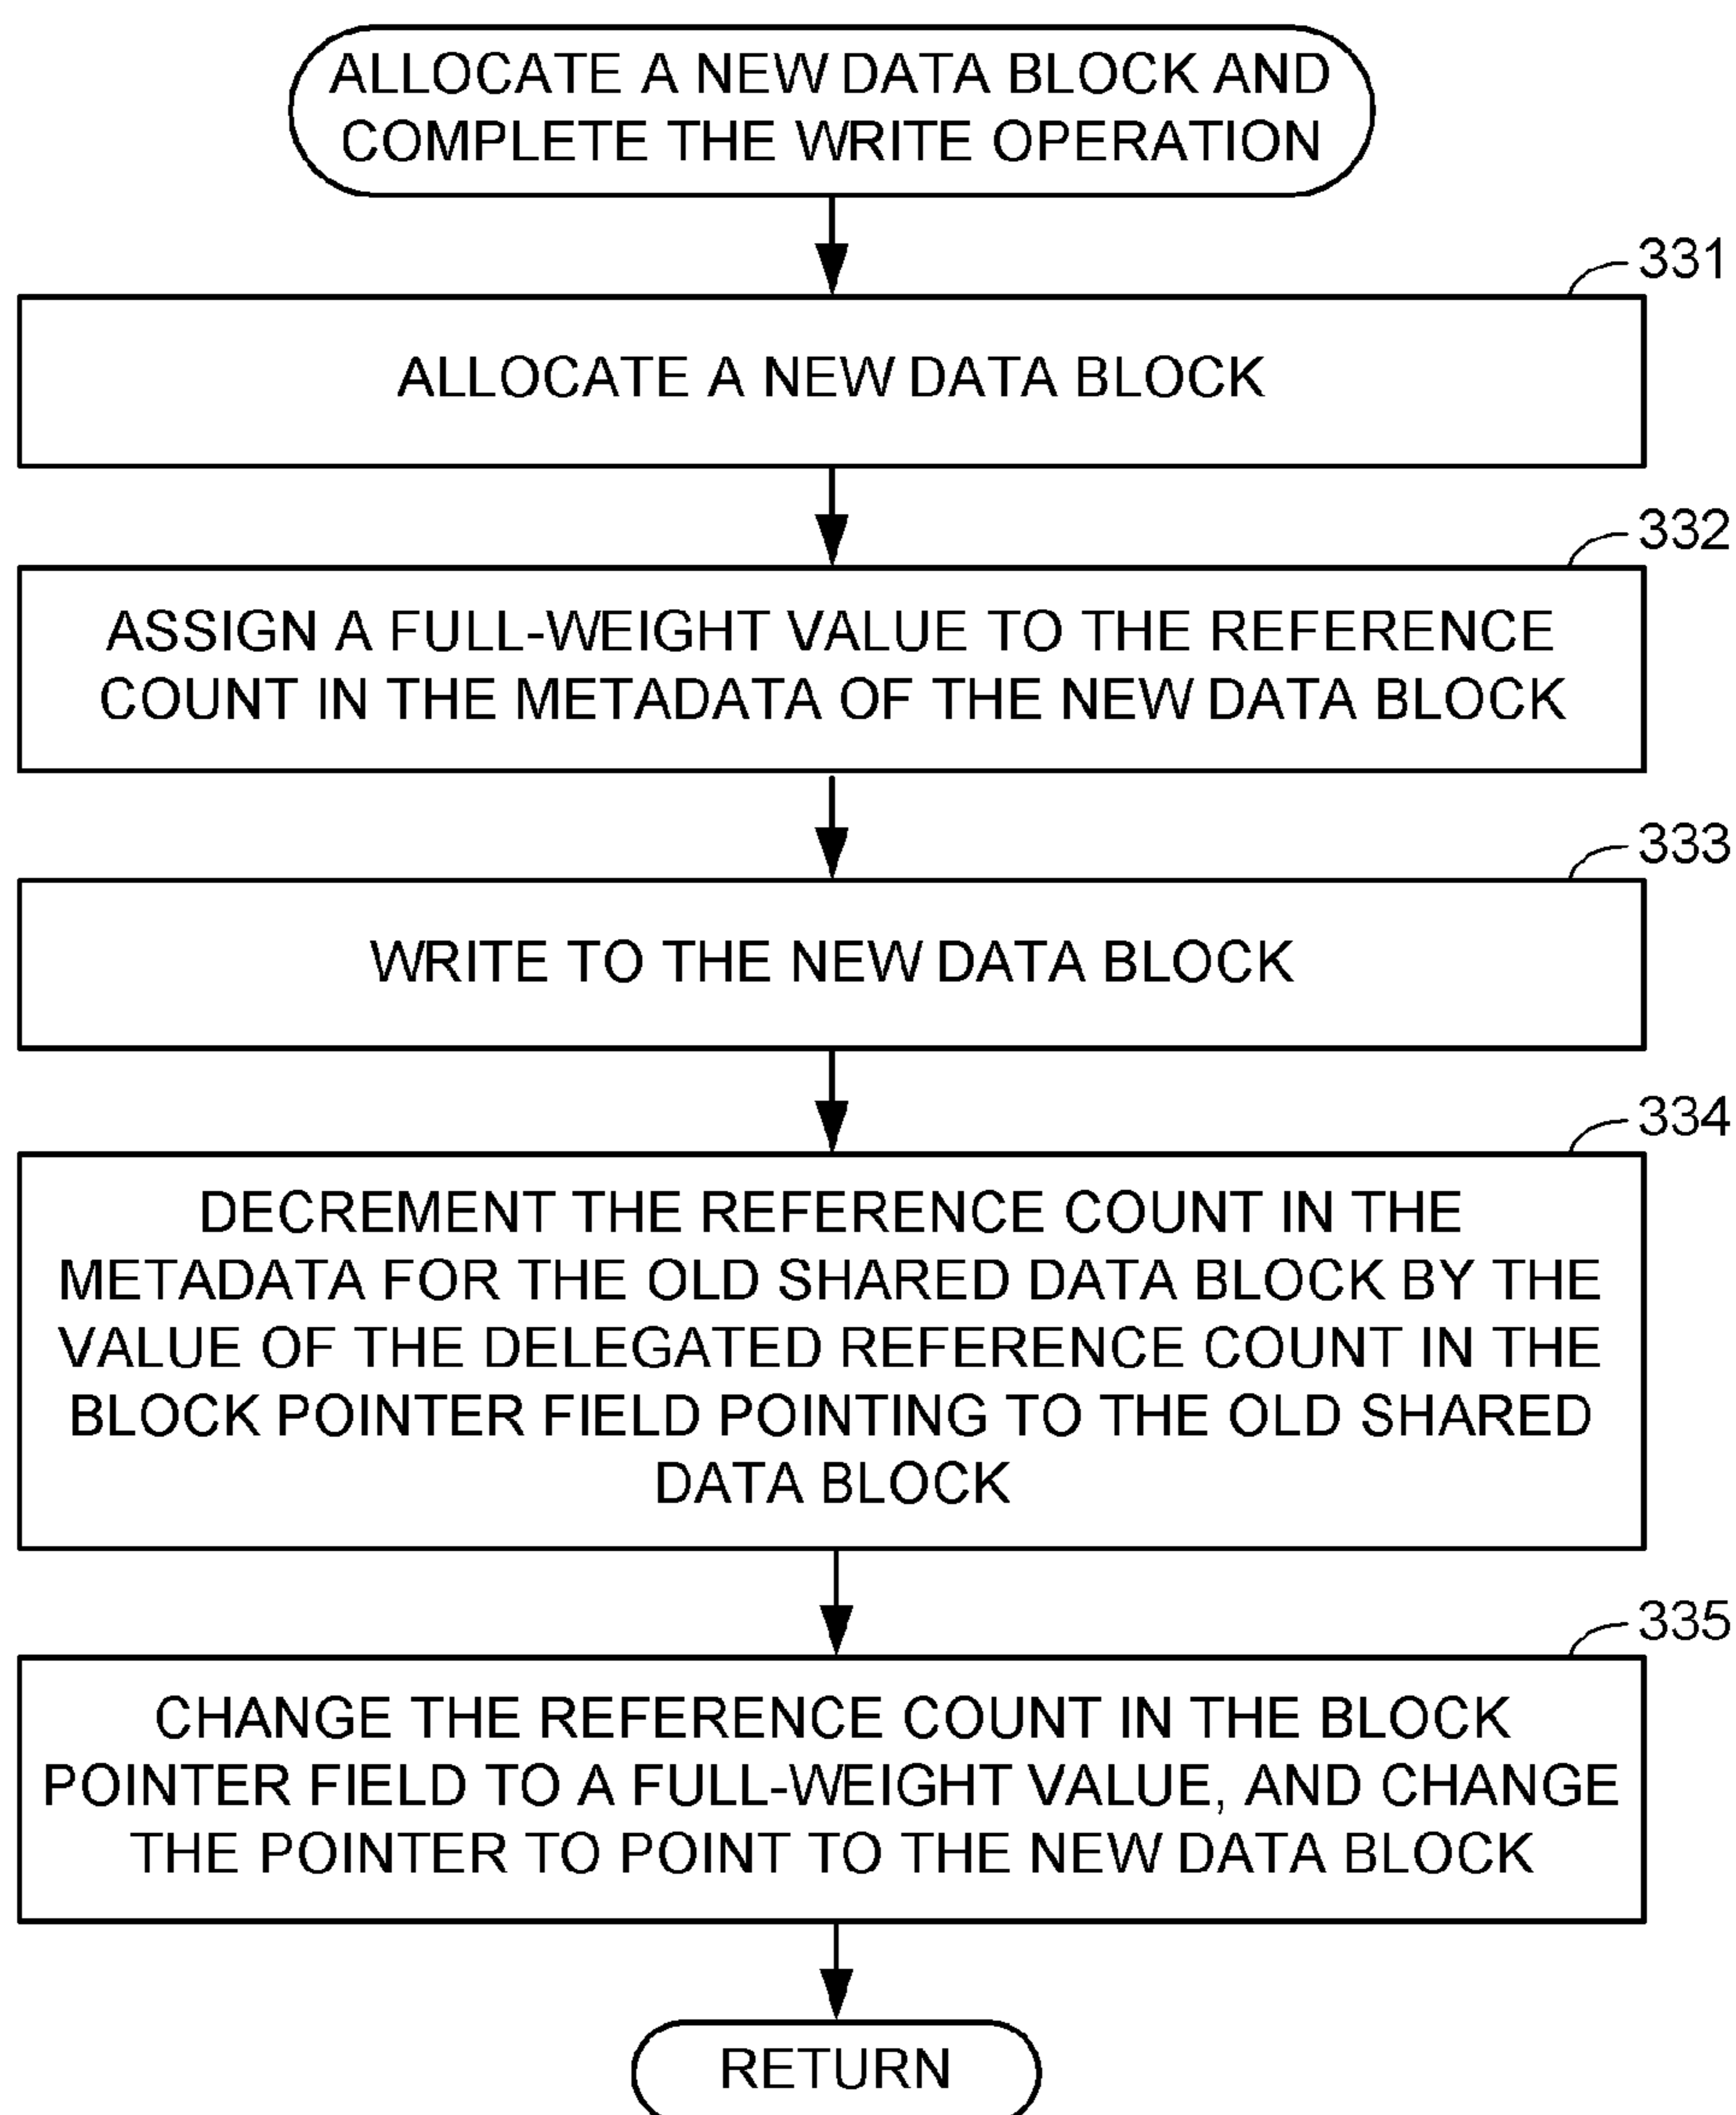 ALLOCATE A NEW DATA BLOCK AND
COMPLETE THE WRITE OPERATION
331
ALLOCATE A NEW DATA BLOCK
332
ASSIGN A FULL-WEIGHT VALUE TO THE REFERENCE
COUNT IN THE METADATA OF THE NEW DATA BLOCK
333
WRITE TO THE NEW DATA BLOCK
334
DECREMENT THE REFERENCE COUNT IN THE
METADATA FOR THE OLD SHARED DATA BLOCK BY THE
VALUE OF THE DELEGATED REFERENCE COUNT IN THE
BLOCK POINTER FIELD POINTING TO THE OLD SHARED
DATA BLOCK
335
CHANGE THE REFERENCE COUNT IN THE BLOCK
POINTER FIELD TO A FULL-WEIGHT VALUE, AND CHANGE
THE POINTER TO POINT TO THE NEW DATA BLOCK
RETURN